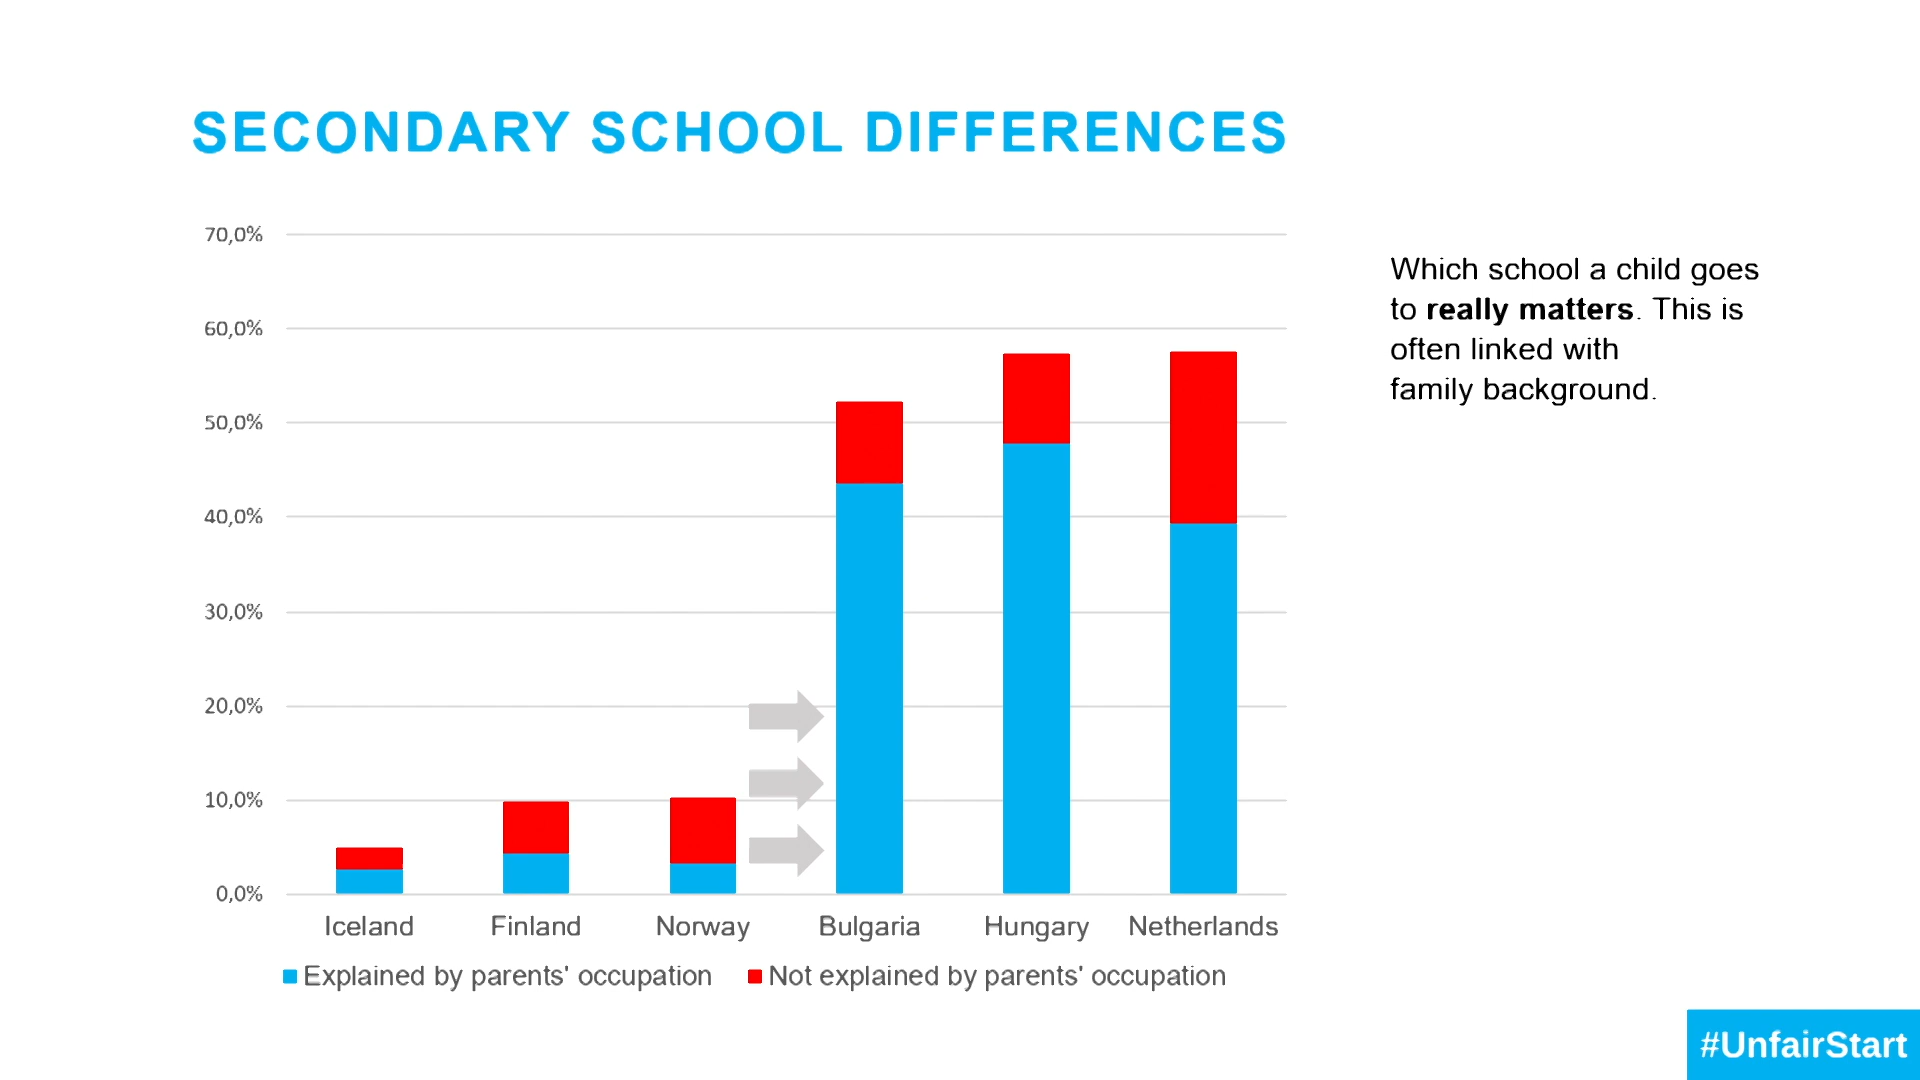 SECONDARY SCHOOL DIFFERENCES
70,0%
60,0%
50,0%
40,0%
30,0%
20,0%
10,0%
0,0%
Iceland Finland Norway Bulgaria Hungary Netherlands
Explained by parents' occupation Not explained by parents' occupation
Which school a child goes
to really matters. This is
often linked with
family background.
#UnfairStart